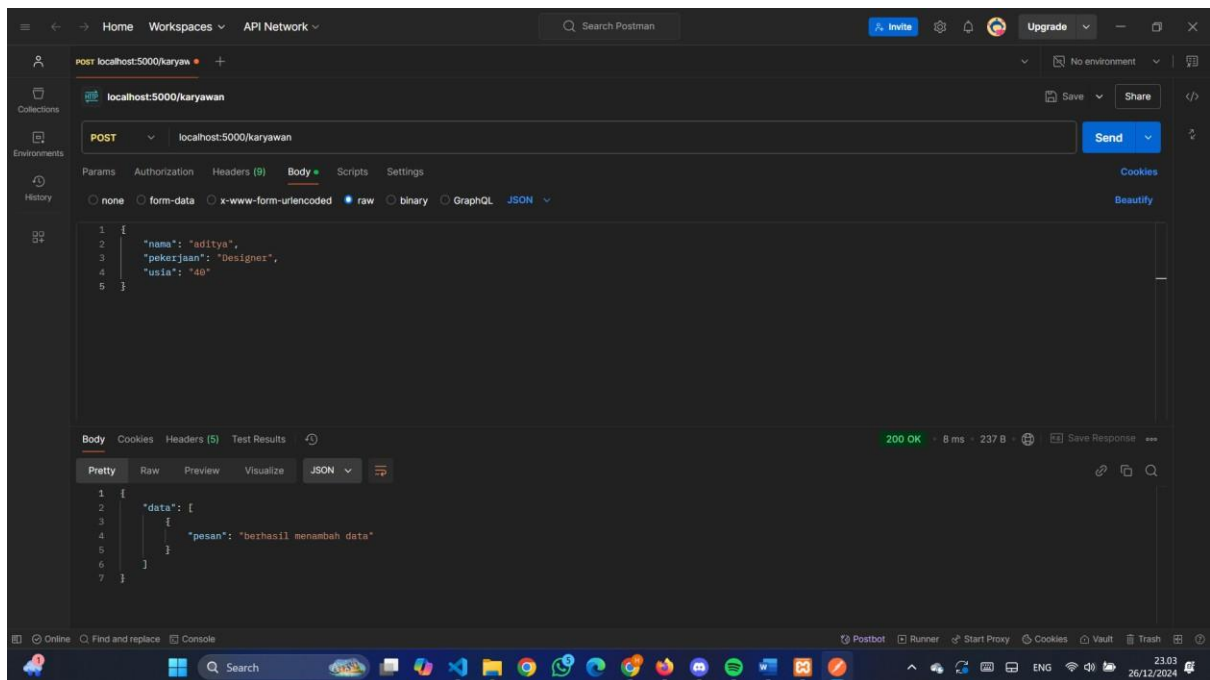 Home Workspaces API Network Search Postman Invite Upgrade
POST localhost:5000/karyaw No environment
HTTP localhost:5000/karyawan Save Share
POST localhost:5000/karyawan Send
Params Authorization Headers (9) Body Scripts Settings Cookies
none form-data x-www-form-urlencoded raw binary GraphQL JSON Beautify
Collections
Environments
History
1 {
2 "nama": "aditya",
3 "pekerjaan": "Designer",
4 "usia": "40"
5 }
Body Cookies Headers (5) Test Results 200 OK 8 ms 237 B Save Response
Pretty Raw Preview Visualize JSON
1 {
2 "data": [
3 {
4 "pesan": "berhasil menambah data"
5 }
6 ]
7 }
Online Find and replace Console Postbot Runner Start Proxy Cookies Vault Trash
Search ENG 23.03
26/12/2024